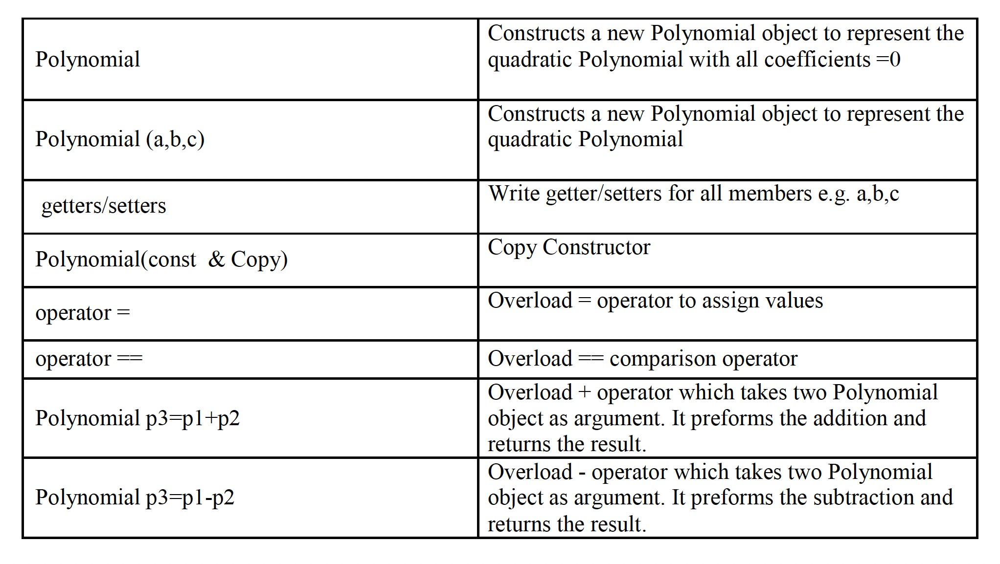 Polynomial
Constructs a new Polynomial object to represent the
quadratic Polynomial with all coefficients =0
Polynomial (a,b,c)
Constructs a new Polynomial object to represent the
quadratic Polynomial
getters/setters
Write getter/setters for all members e.g. a,b,c
Polynomial(const  & Copy)
Copy Constructor
operator =
Overload = operator to assign values
operator ==
Overload == comparison operator
Polynomial p3=p1+p2
Overload + operator which takes two Polynomial
object as argument. It preforms the addition and
returns the result.
Polynomial p3=p1-p2
Overload - operator which takes two Polynomial
object as argument. It preforms the subtraction and
returns the result.